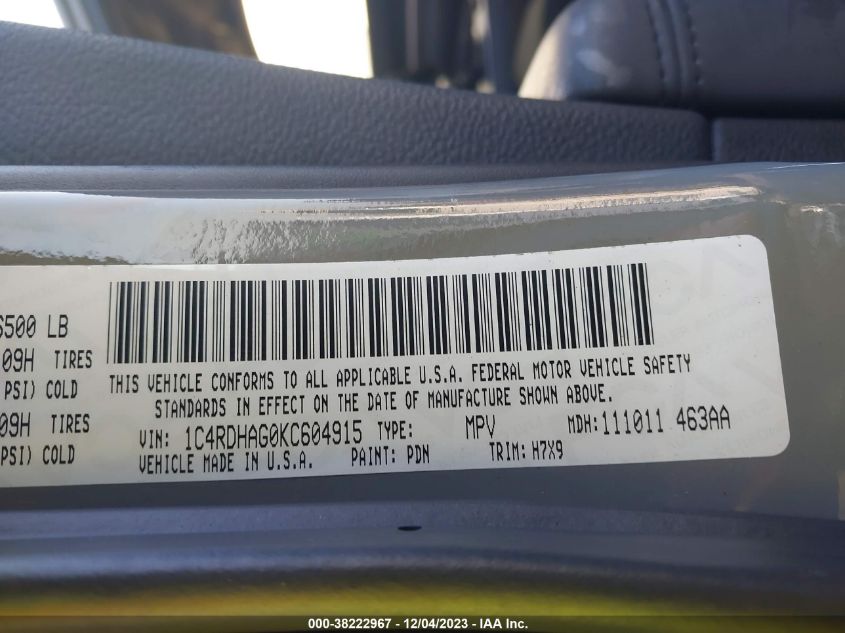 6500 LB
09H TIRES
PSI) COLD
09H TIRES
PSI) COLD
THIS VEHICLE CONFORMS TO ALL APPLICABLE U.S.A. FEDERAL MOTOR VEHICLE SAFETY
STANDARDS IN EFFECT ON THE DATE OF MANUFACTURE SHOWN ABOVE.
VIN: 1C4RDHAG0KC604915 TYPE: MPV MDH:111011 463AA
VEHICLE MADE IN U.S.A. PAINT: PDN TRIM: H7X9
000-38222967 - 12/04/2023 - IAA Inc.